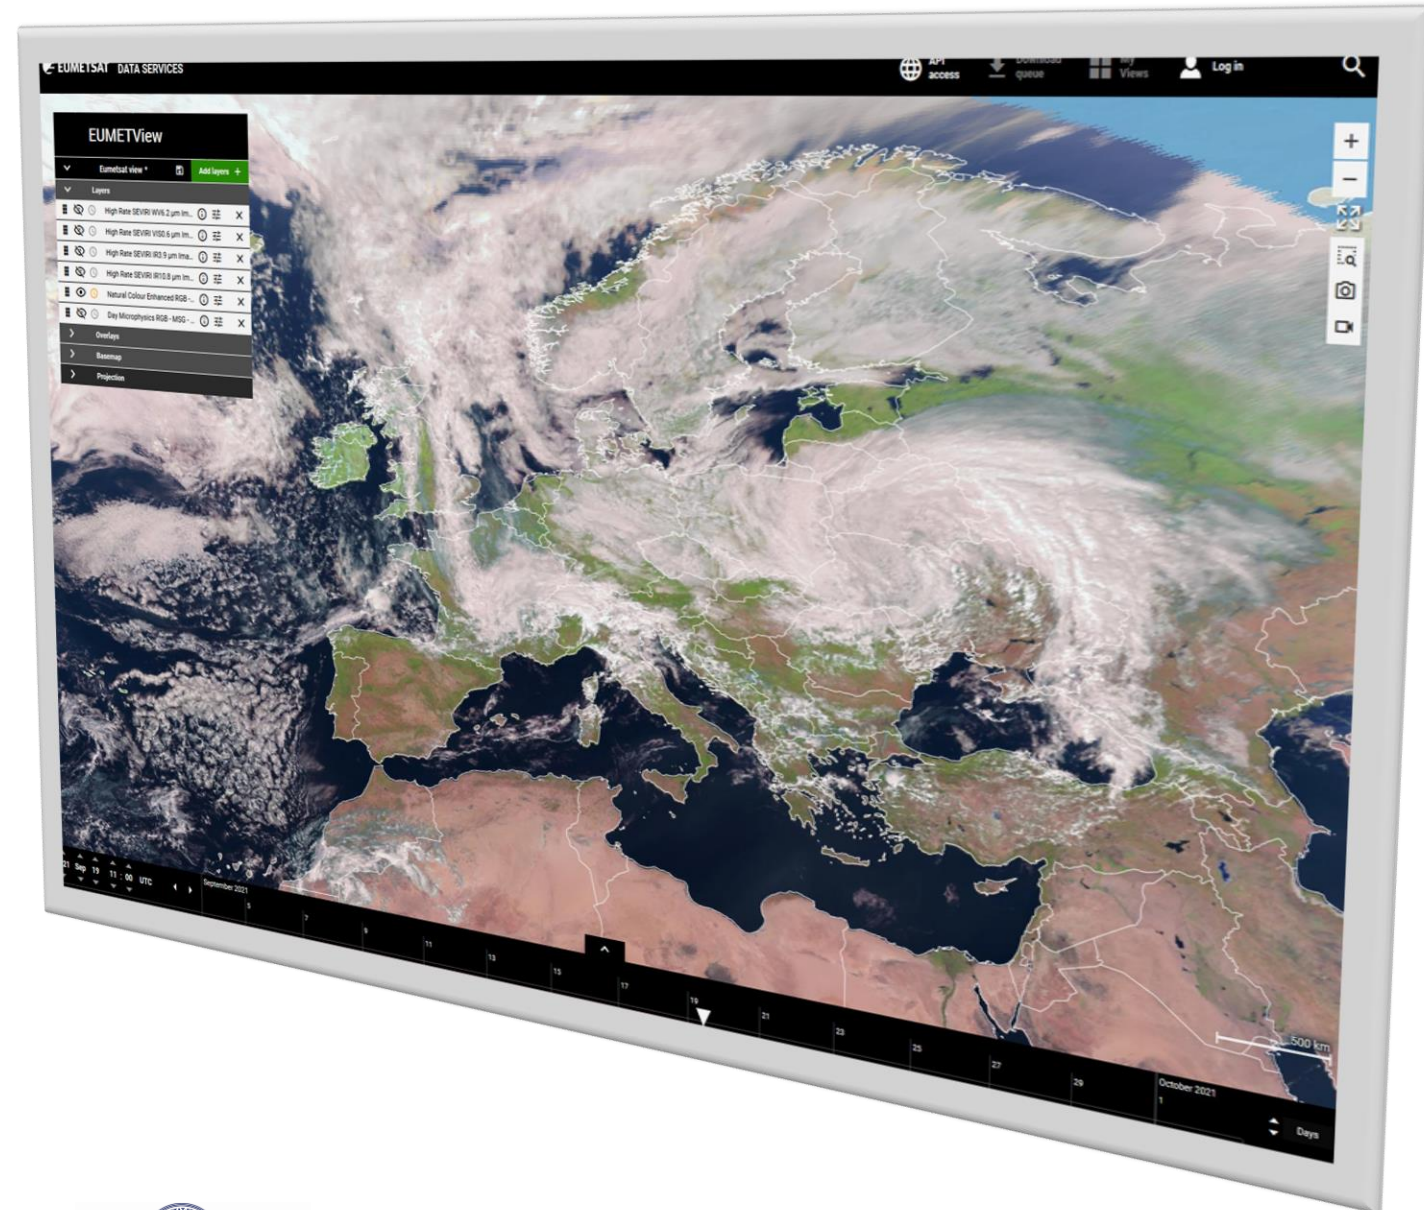 EUMETSAT DATA SERVICES
API access
Download queue
My Views
Log in
EUMETView
Eumetsat view *
Add layers +
Layers
High Rate SEVIRI WV6.2 µm Im...
High Rate SEVIRI VIS0.6 µm Im...
High Rate SEVIRI IR3.9 µm Ima...
High Rate SEVIRI IR10.8 µm Im...
Natural Colour Enhanced RGB -...
Day Microphysics RGB - MSG -...
Overlays
Basemap
Projection
500 km
21 Sep 19 11 : 00 UTC
September 2021
5 7 9 11 13 15 17 19 21 23 25 27 29
October 2021
1
Days